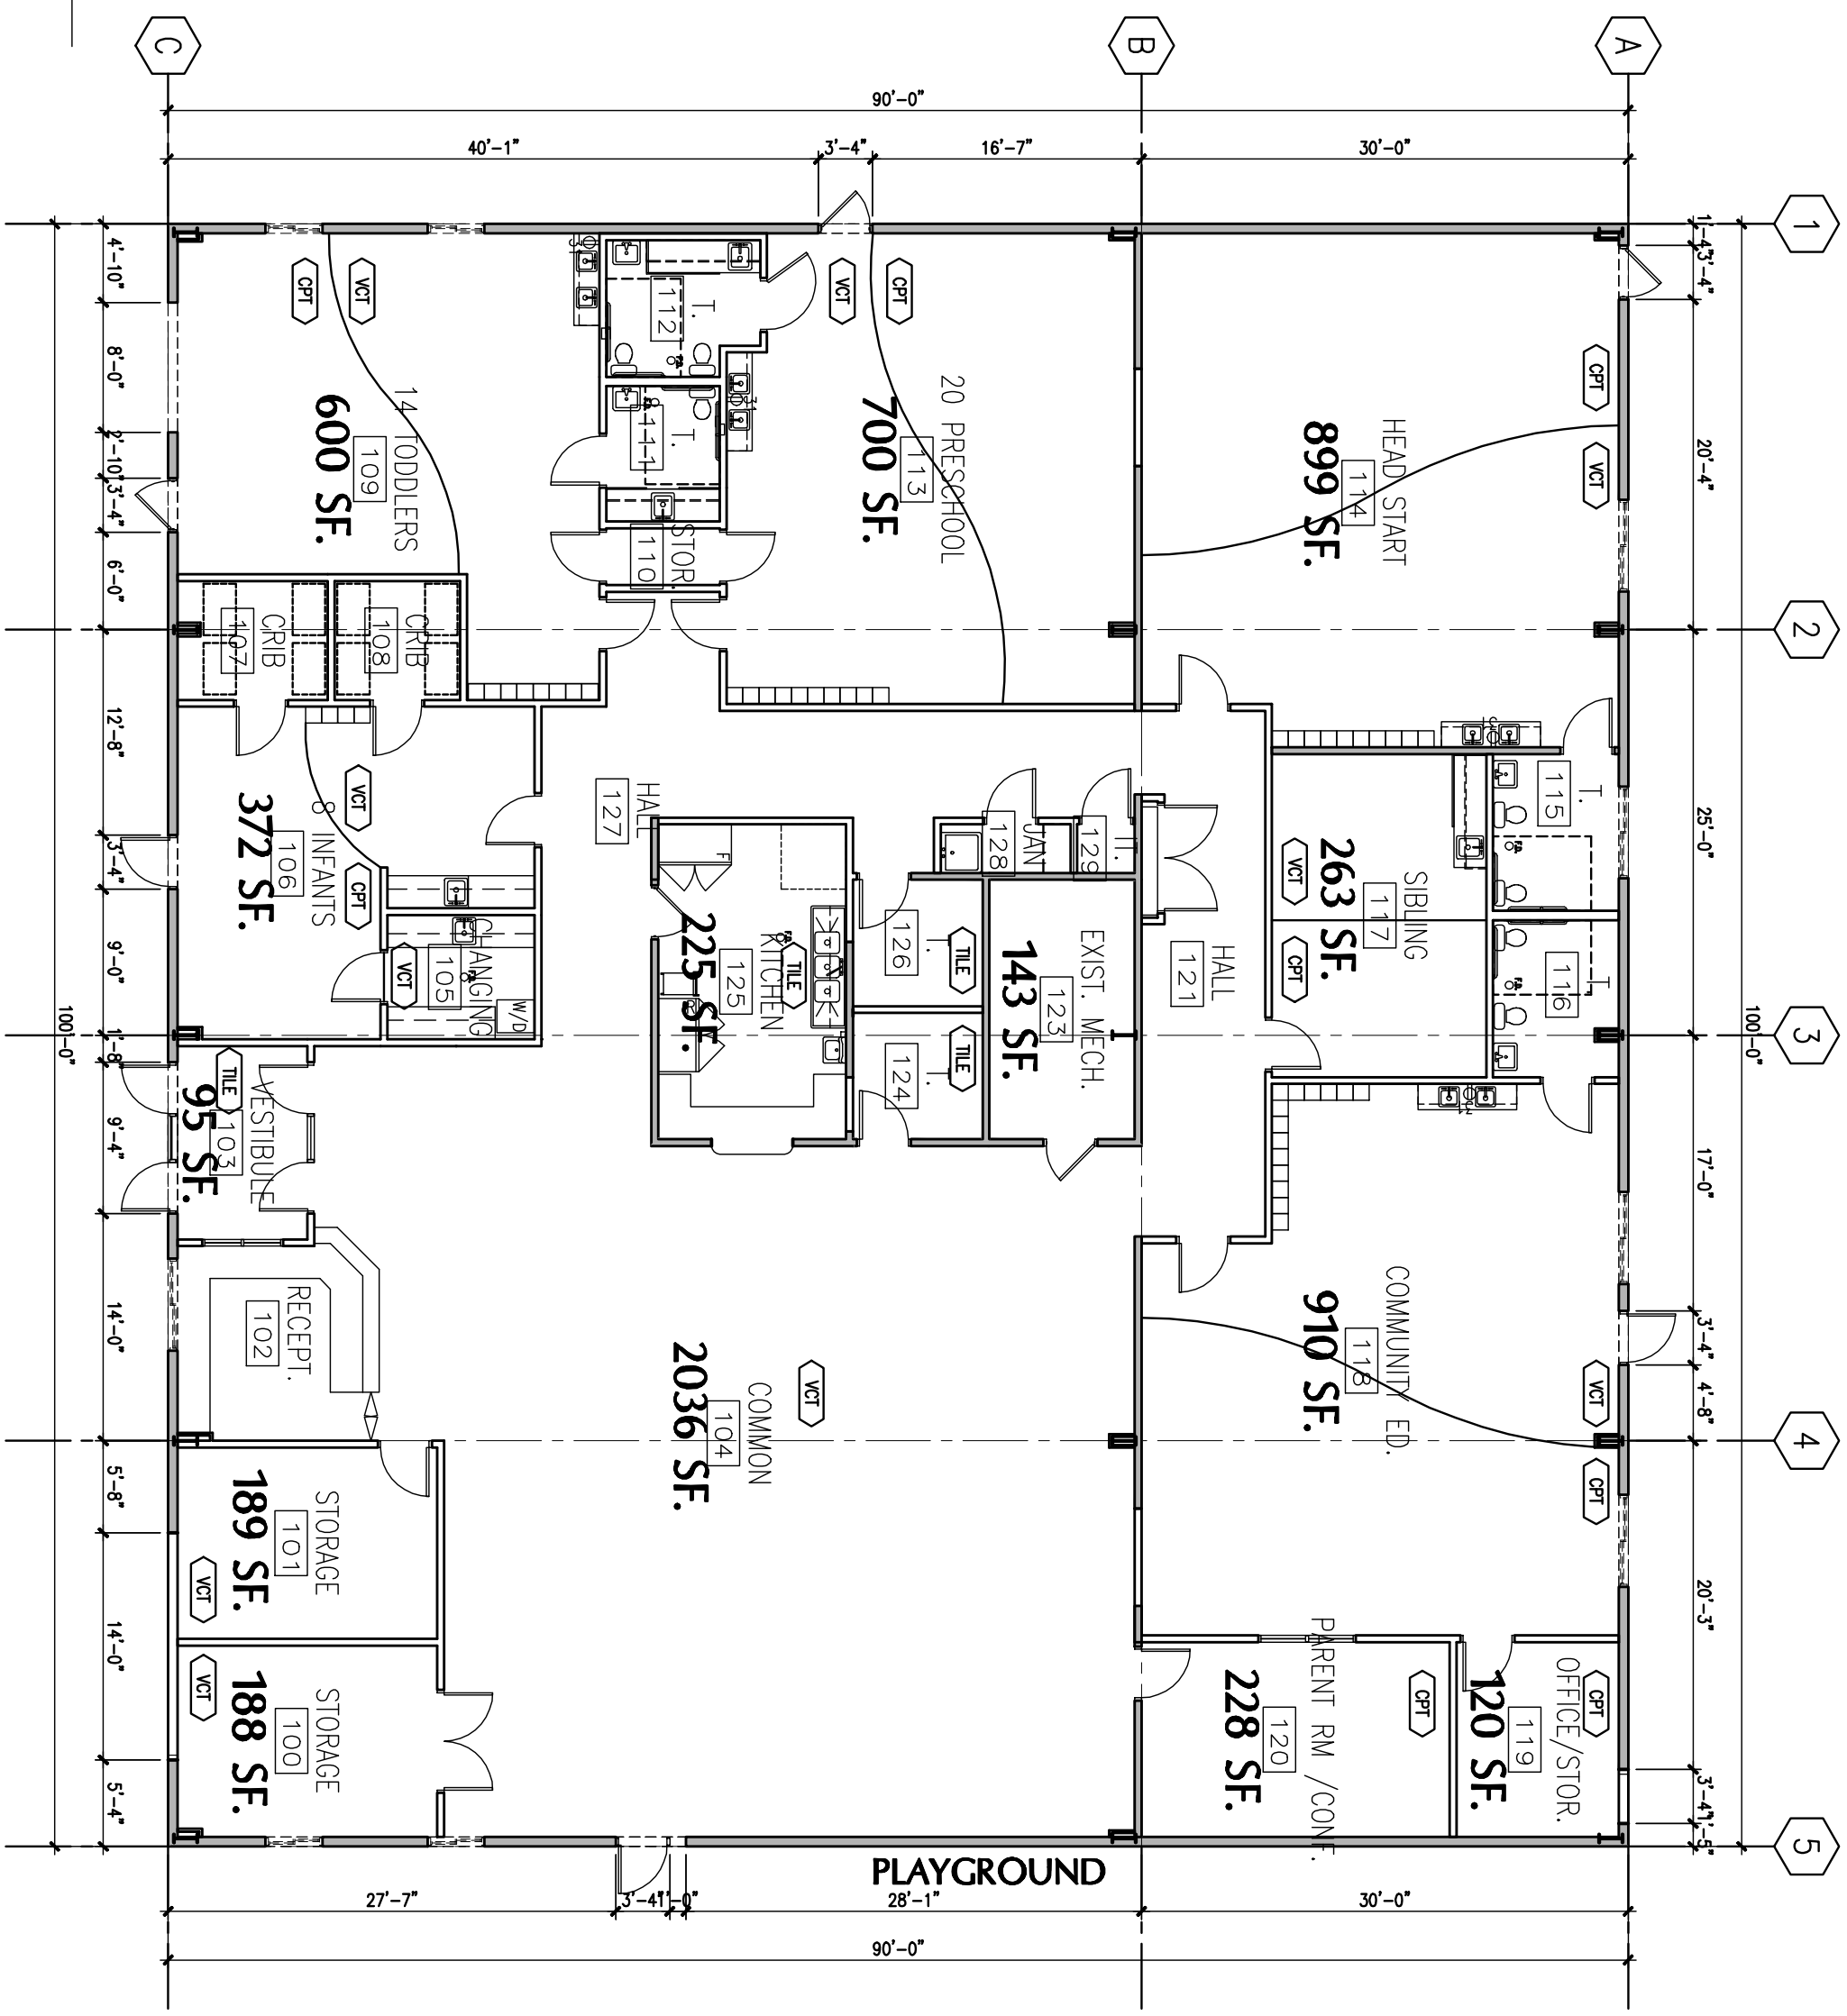 C
B
A
90'-0"
40'-1"
3'-4"
16'-7"
30'-0"
1
2
3
4
5
1'-4"
3'-4"
20'-4"
25'-0"
17'-0"
3'-4"
4'-8"
20'-3"
3'-4"
1'-5"
100'-0"
4'-10"
8'-0"
2'-10"
3'-4"
6'-0"
12'-8"
3'-4"
9'-0"
1'-8"
9'-4"
14'-0"
5'-8"
14'-0"
5'-4"
100'-0"
27'-7"
3'-4"
1'-0"
28'-1"
30'-0"
90'-0"
HEAD START
114
899 SF.
CPT
VCT
20 PRESCHOOL
113
700 SF.
VCT
CPT
14 TODDLERS
109
600 SF.
CPT
VCT
T.
112
T.
111
STOR.
110
CRIB
108
CRIB
107
8 INFANTS
106
372 SF.
VCT
CPT
CHANGING
105
VCT
W/D
HALL
127
KITCHEN
125
225 SF.
TILE
F
T.
126
TILE
T.
124
TILE
JAN
128
129
EXIST. MECH.
123
143 SF.
HALL
121
SIBLING
117
263 SF.
VCT
CPT
T.
115
T.
116
COMMUNITY ED.
118
910 SF.
VCT
CPT
OFFICE/STOR.
119
120 SF.
CPT
PARENT RM /CONF.
120
228 SF.
CPT
COMMON
104
2036 SF.
VCT
VESTIBULE
103
95 SF.
TILE
RECEPT.
102
STORAGE
101
189 SF.
VCT
STORAGE
100
188 SF.
VCT
PLAYGROUND